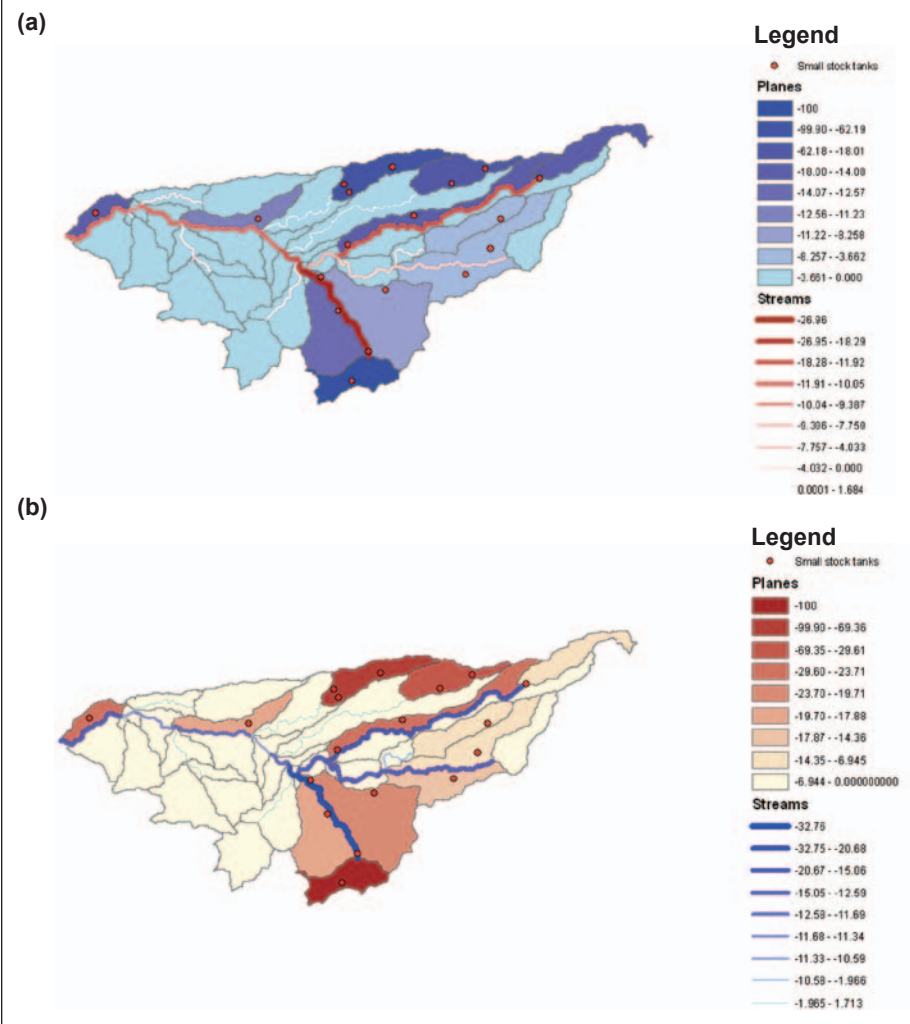 (a)
Legend
Small stock tanks
Planes
-100
-99.90 - -62.19
-62.18 - -18.01
-18.00 - -14.08
-14.07 - -12.57
-12.56 - -11.23
-11.22 - -8.258
-8.257 - -3.662
-3.661 - 0.000
Streams
-26.96
-26.95 - -18.29
-18.28 - -11.92
-11.91 - -10.05
-10.04 - -9.387
-9.386 - -7.758
-7.757 - -4.033
-4.032 - 0.000
0.0001 - 1.684
(b)
Legend
Small stock tanks
Planes
-100
-99.90 - -69.36
-69.35 - -29.61
-29.60 - -23.71
-23.70 - -19.71
-19.70 - -17.88
-17.87 - -14.36
-14.35 - -6.945
-6.944 - 0.000000000
Streams
-32.76
-32.75 - -20.68
-20.67 - -15.06
-15.05 - -12.59
-12.58 - -11.69
-11.68 - -11.34
-11.33 - -10.59
-10.58 - -1.966
-1.965 - 1.713